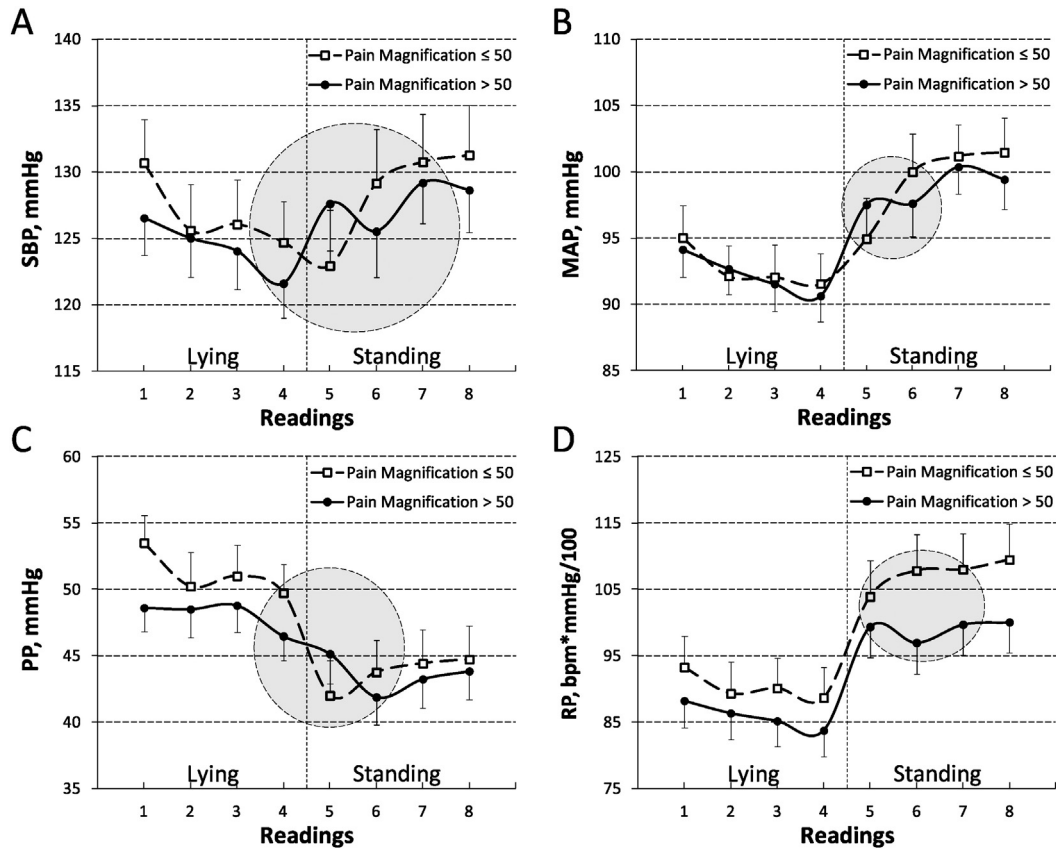 A
SBP, mmHg
140
135
130
125
120
115
Pain Magnification ≤ 50
Pain Magnification > 50
Lying
Standing
1 2 3 4 5 6 7 8
Readings
B
MAP, mmHg
110
105
100
95
90
85
Pain Magnification ≤ 50
Pain Magnification > 50
Lying
Standing
1 2 3 4 5 6 7 8
Readings
C
PP, mmHg
60
55
50
45
40
35
Pain Magnification ≤ 50
Pain Magnification > 50
Lying
Standing
1 2 3 4 5 6 7 8
Readings
D
RP, bpm*mmHg/100
125
115
105
95
85
75
Pain Magnification ≤ 50
Pain Magnification > 50
Lying
Standing
1 2 3 4 5 6 7 8
Readings